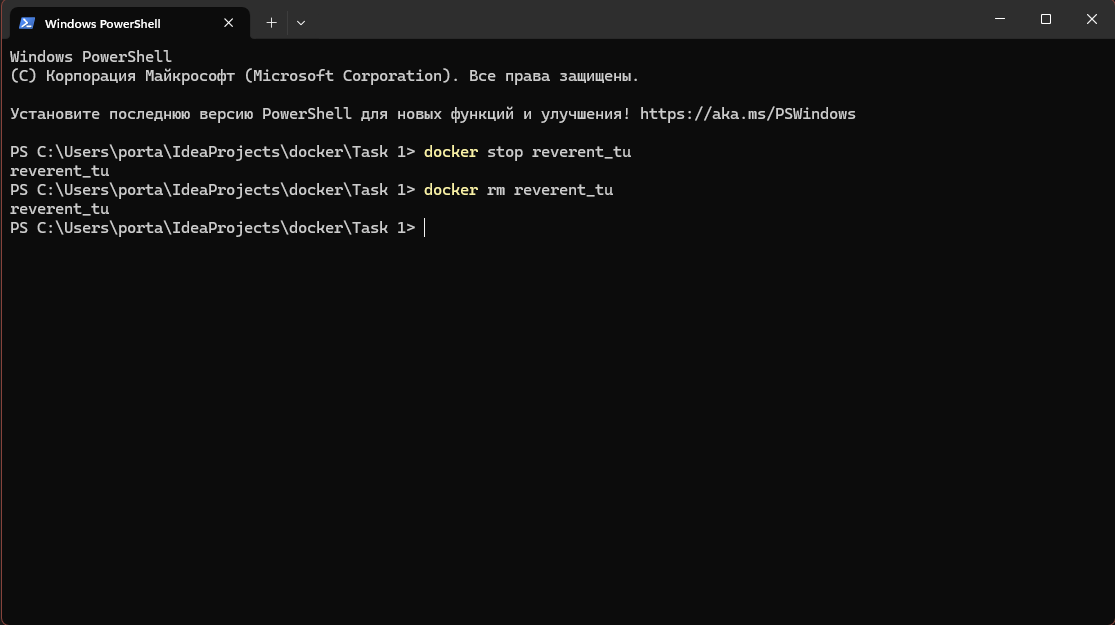 Windows PowerShell
Windows PowerShell
(C) Корпорация Майкрософт (Microsoft Corporation). Все права защищены.
Установите последнюю версию PowerShell для новых функций и улучшения! https://aka.ms/PSWindows
PS C:\Users\porta\IdeaProjects\docker\Task 1> docker stop reverent_tu
reverent_tu
PS C:\Users\porta\IdeaProjects\docker\Task 1> docker rm reverent_tu
reverent_tu
PS C:\Users\porta\IdeaProjects\docker\Task 1>